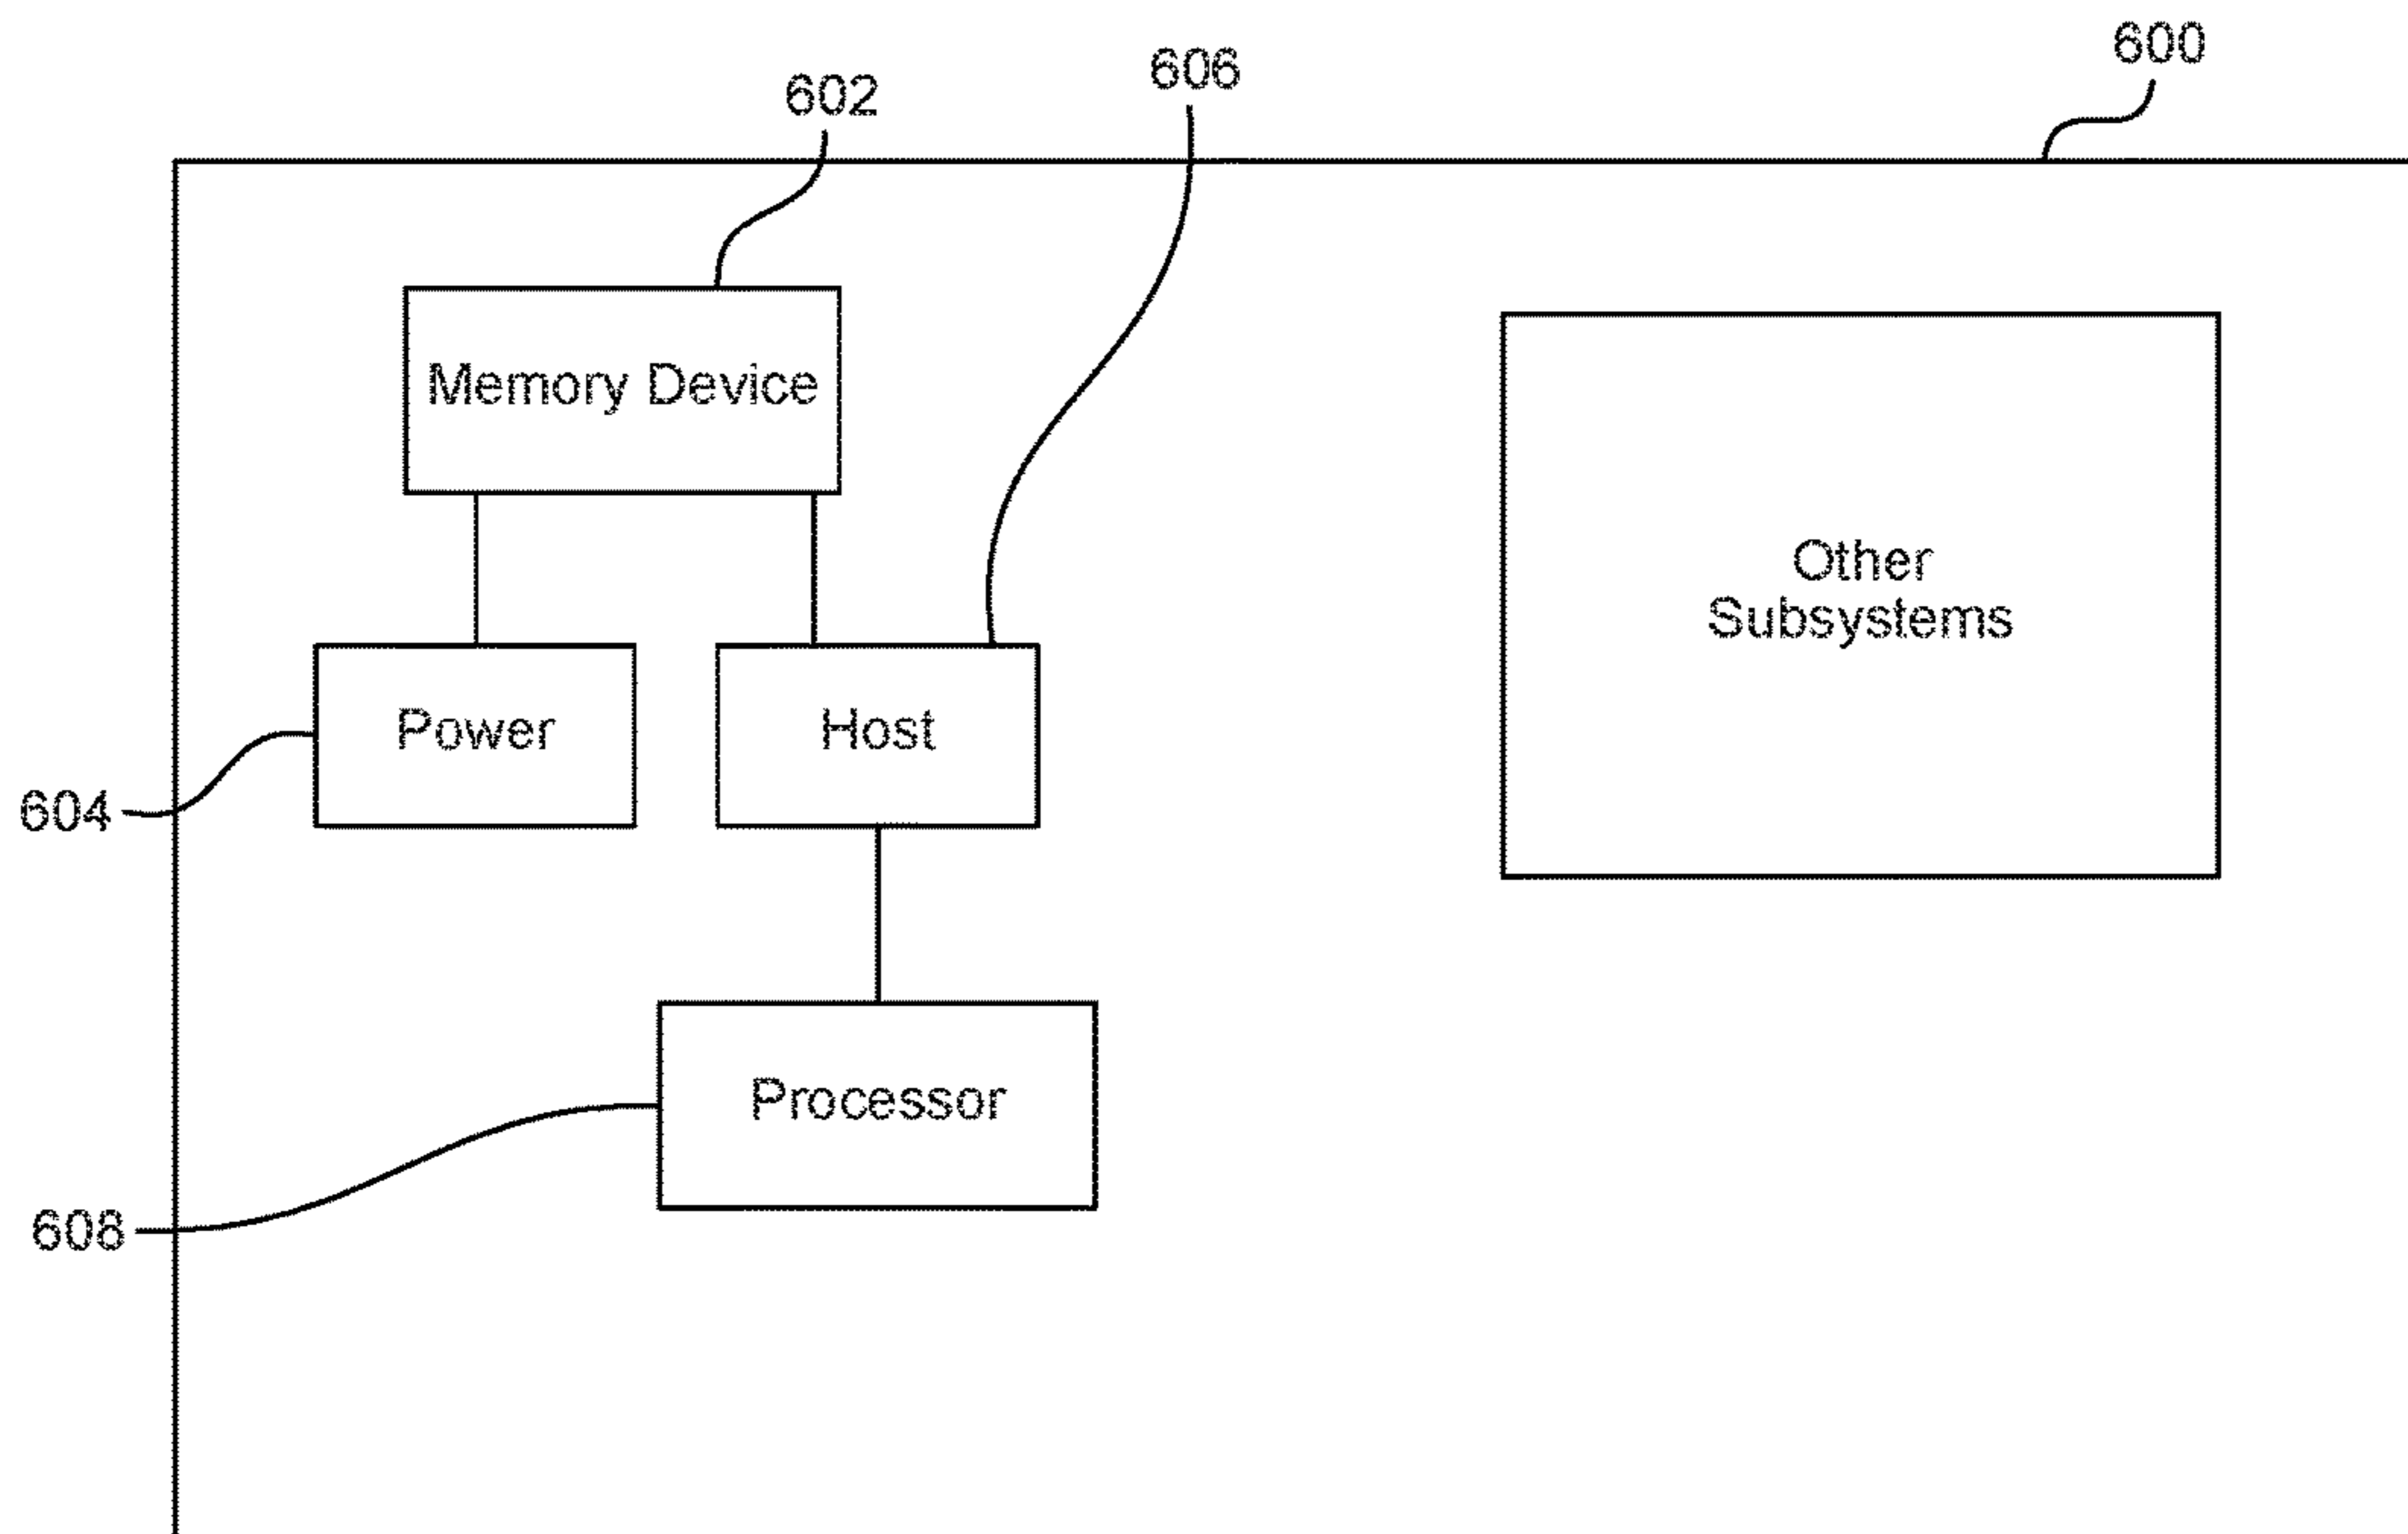 600
606
602
Memory Device
Other
Subsystems
Power
Host
604
Processor
608